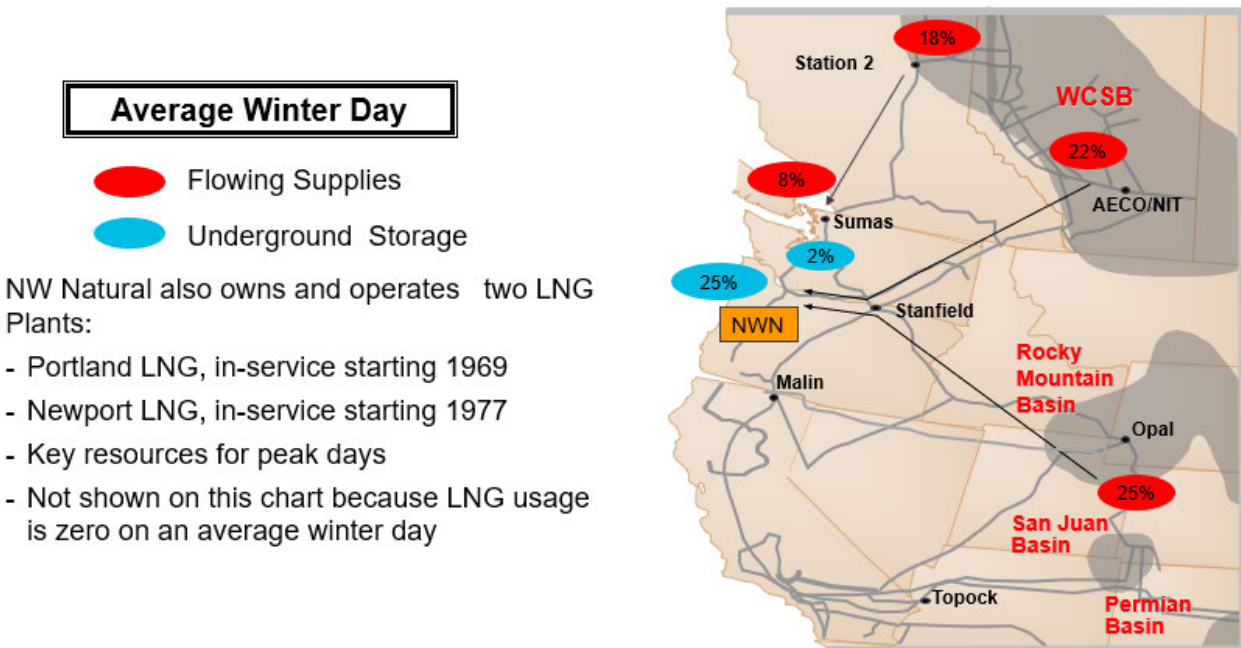 Average Winter Day
Flowing Supplies
Underground Storage
NW Natural also owns and operates two LNG
Plants:
- Portland LNG, in-service starting 1969
- Newport LNG, in-service starting 1977
- Key resources for peak days
- Not shown on this chart because LNG usage
is zero on an average winter day
18%
Station 2
WCSB
22%
8%
AECO/NIT
Sumas
2%
25%
Stanfield
NWN
Rocky
Mountain
Basin
Malin
Opal
25%
San Juan
Basin
Topock
Permian
Basin